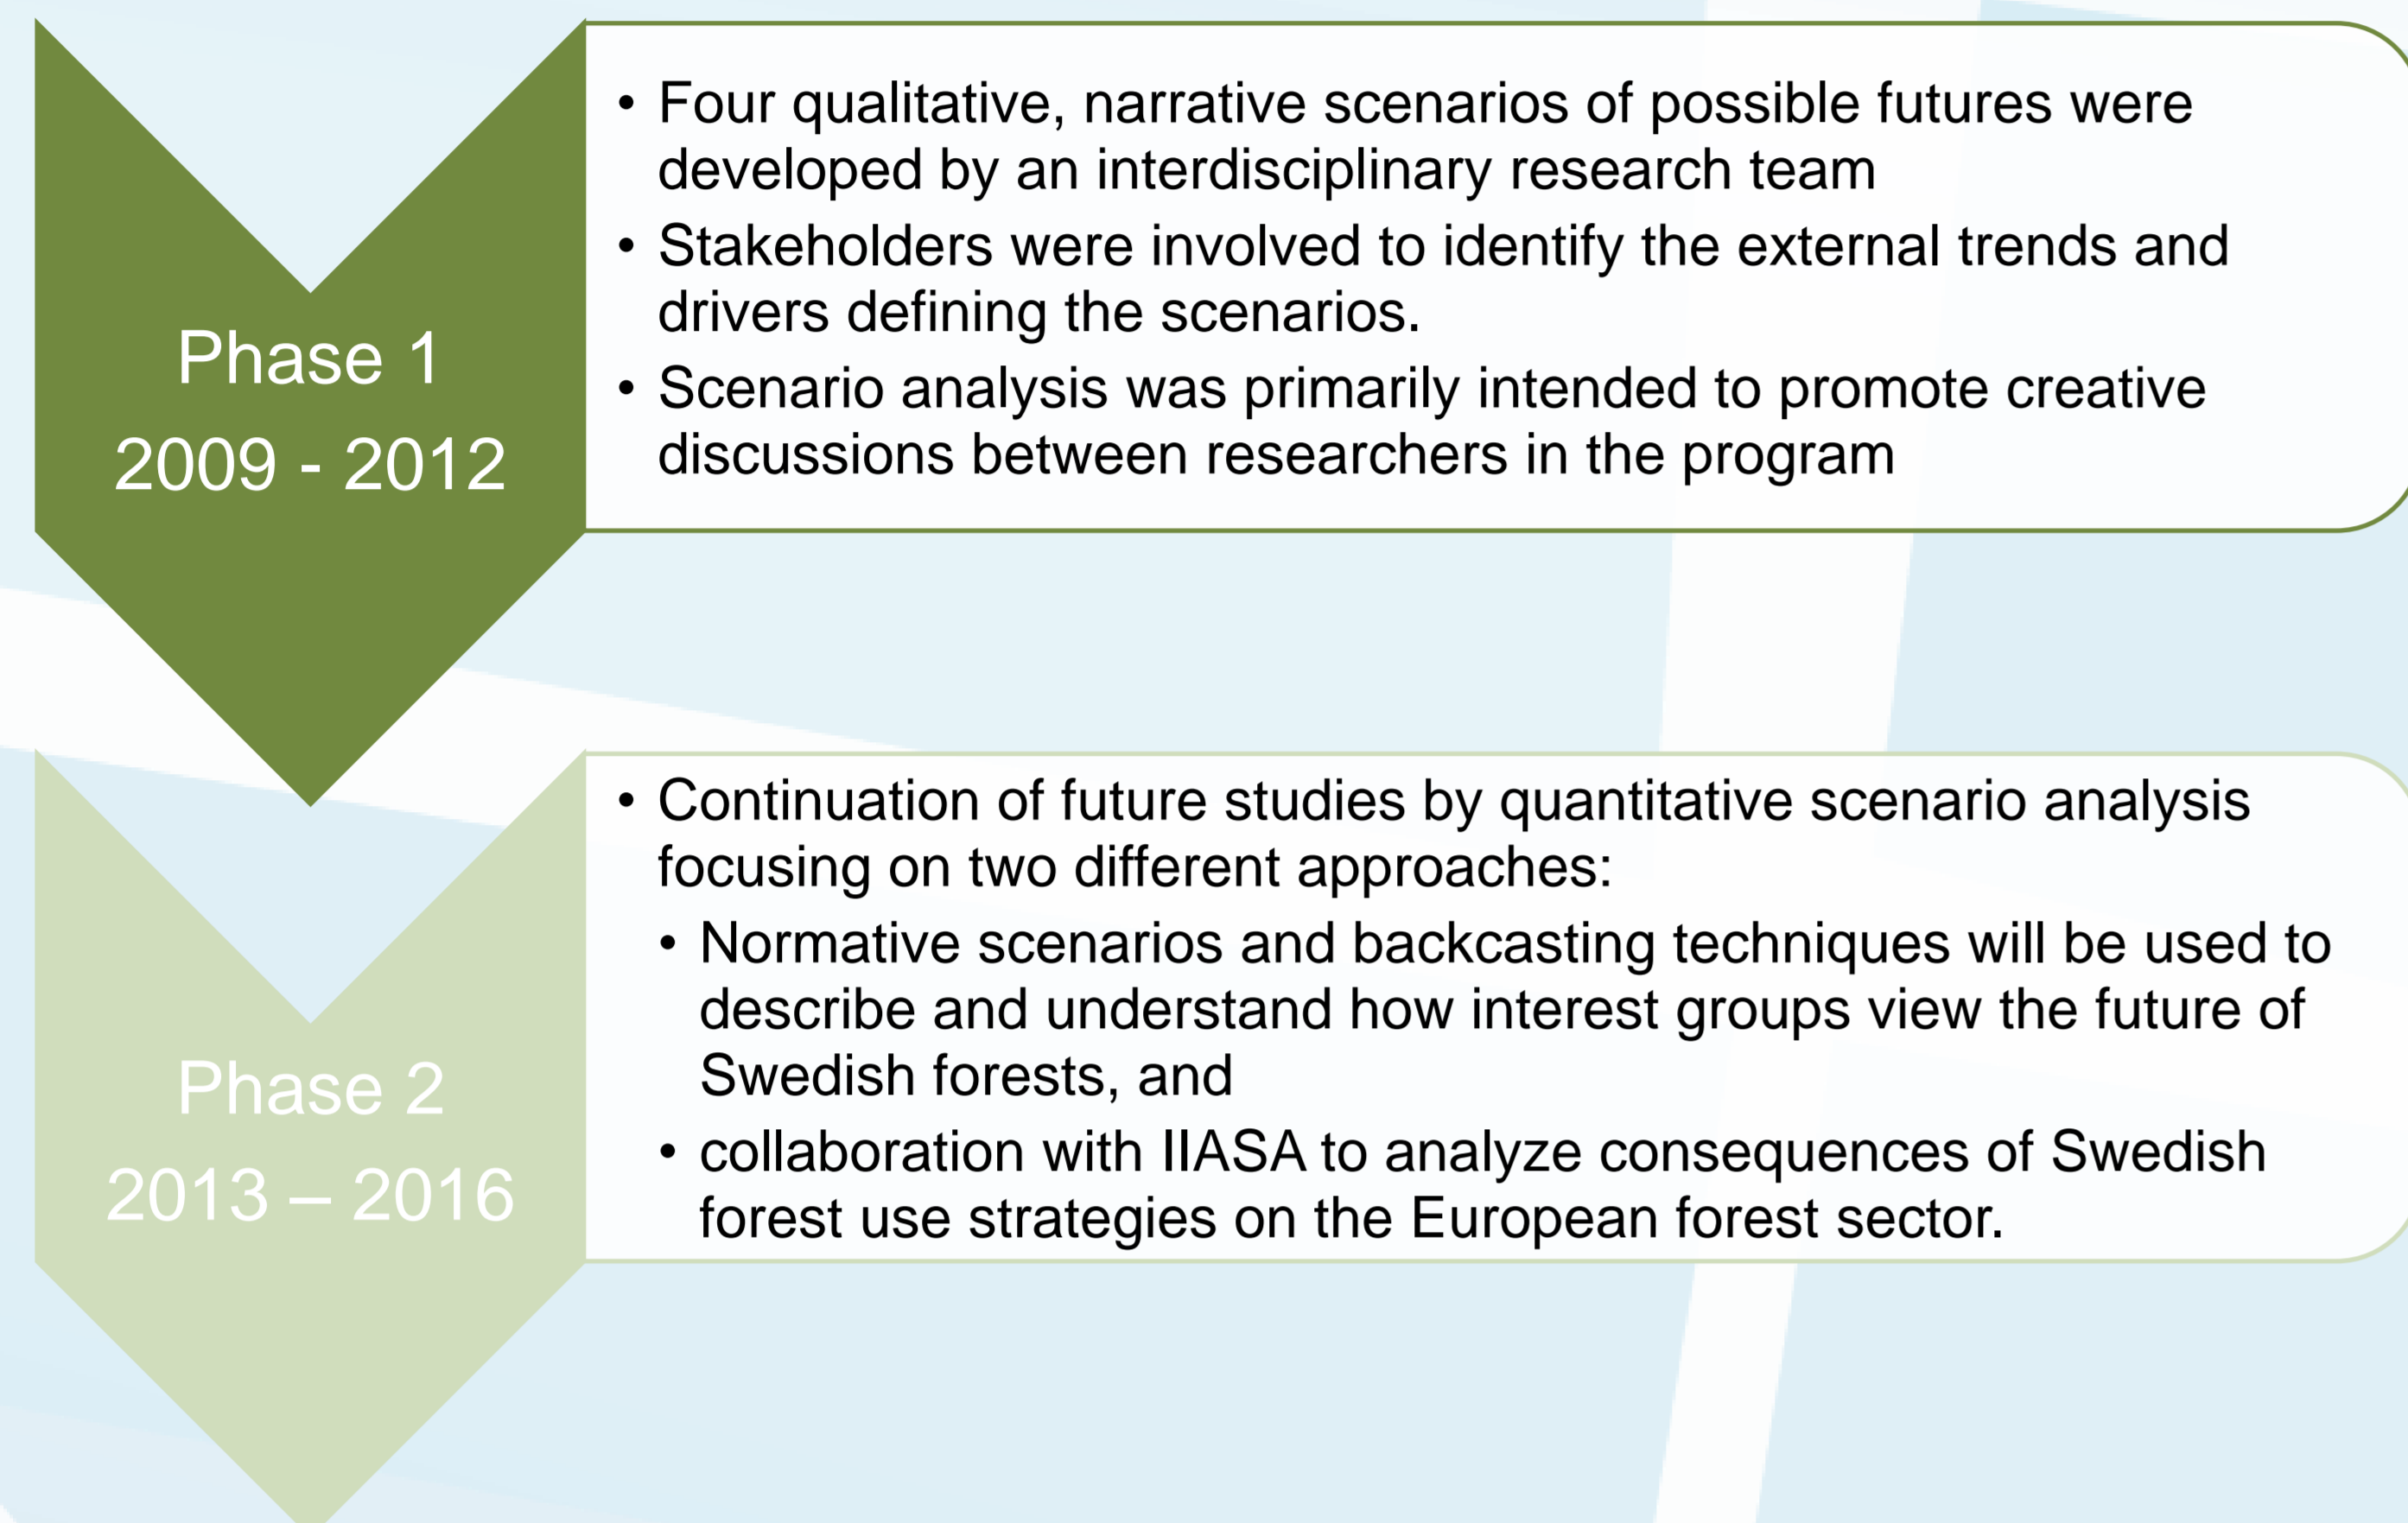 Phase 1
2009 - 2012
• Four qualitative, narrative scenarios of possible futures were
developed by an interdisciplinary research team
• Stakeholders were involved to identify the external trends and
drivers defining the scenarios.
• Scenario analysis was primarily intended to promote creative
discussions between researchers in the program
Phase 2
2013 – 2016
• Continuation of future studies by quantitative scenario analysis
focusing on two different approaches:
• Normative scenarios and backcasting techniques will be used to
describe and understand how interest groups view the future of
Swedish forests, and
• collaboration with IIASA to analyze consequences of Swedish
forest use strategies on the European forest sector.